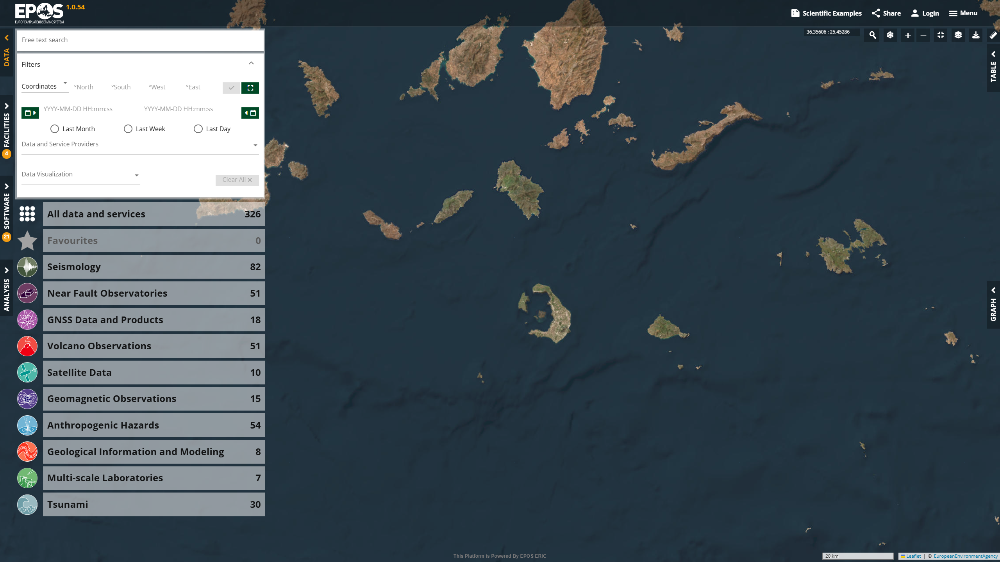 EPOS 1.0.54
EUROPEANPLATEOBSERVINGSYSTEM
Scientific Examples
Share
Login
Menu
36.35606 : 25.45286
DATA
FACILITIES
4
SOFTWARE
21
ANALYSIS
TABLE
GRAPH
Free text search
Filters
Coordinates °North °South °West °East
YYYY-MM-DD HH:mm:ss YYYY-MM-DD HH:mm:ss
Last Month Last Week Last Day
Data and Service Providers
Data Visualization
Clear All
All data and services 326
Favourites 0
Seismology 82
Near Fault Observatories 51
GNSS Data and Products 18
Volcano Observations 51
Satellite Data 10
Geomagnetic Observations 15
Anthropogenic Hazards 54
Geological Information and Modeling 8
Multi-scale Laboratories 7
Tsunami 30
This Platform is Powered By EPOS ERIC
20 km
Leaflet | © EuropeanEnvironmentAgency